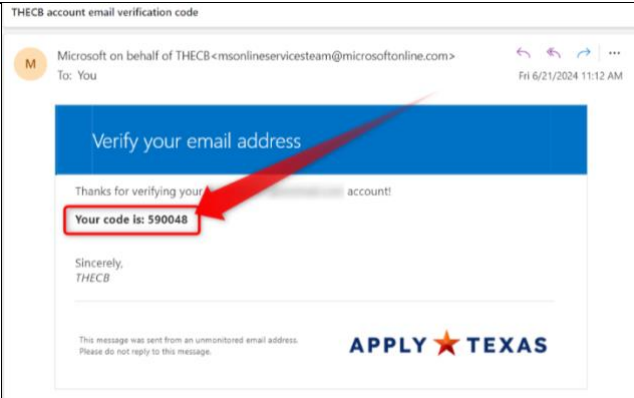 THECB account email verification code
M
Microsoft on behalf of THECB<msonlineservicesteam@microsoftonline.com>
To: You
Fri 6/21/2024 11:12 AM
Verify your email address
Thanks for verifying your account!
Your code is: 590048
Sincerely,
THECB
This message was sent from an unmonitored email address.
Please do not reply to this message.
APPLY TEXAS